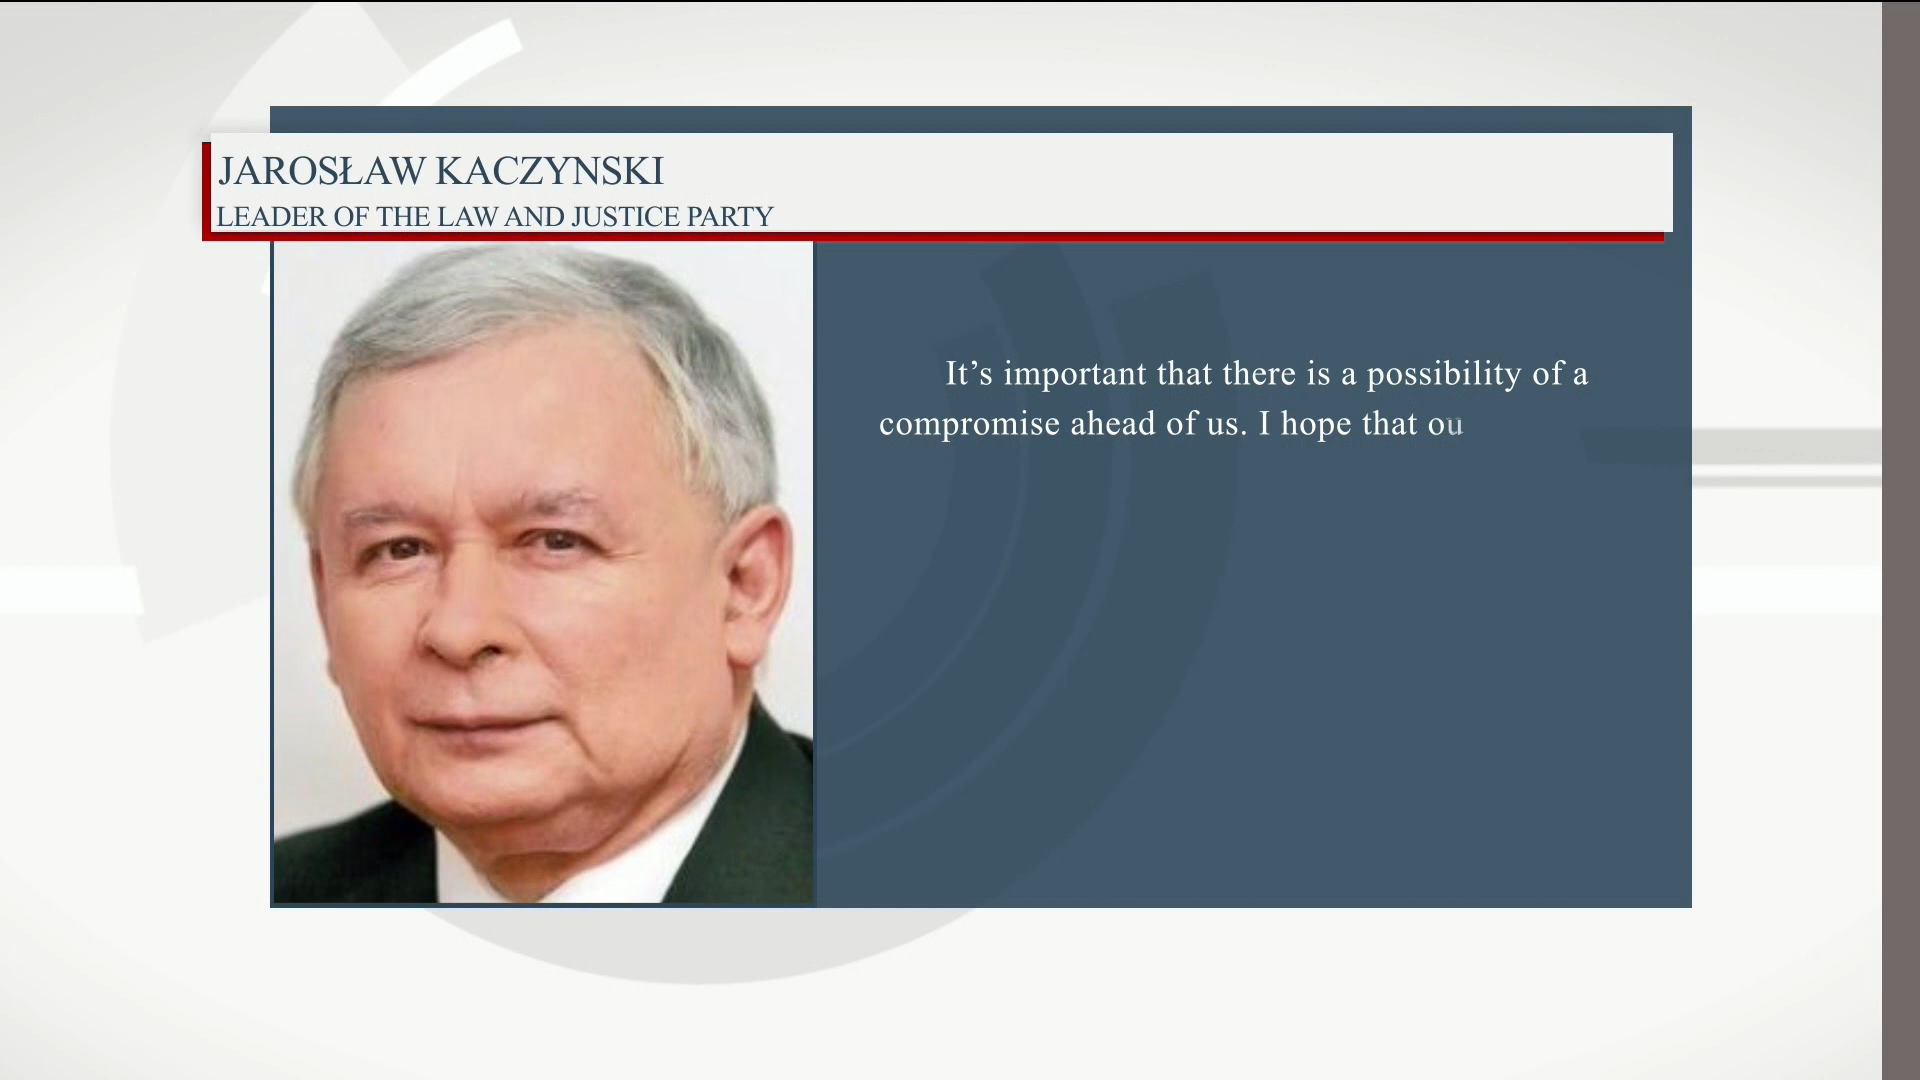 JAROSŁAW KACZYNSKI
LEADER OF THE LAW AND JUSTICE PARTY
It’s important that there is a possibility of a
compromise ahead of us. I hope that ou